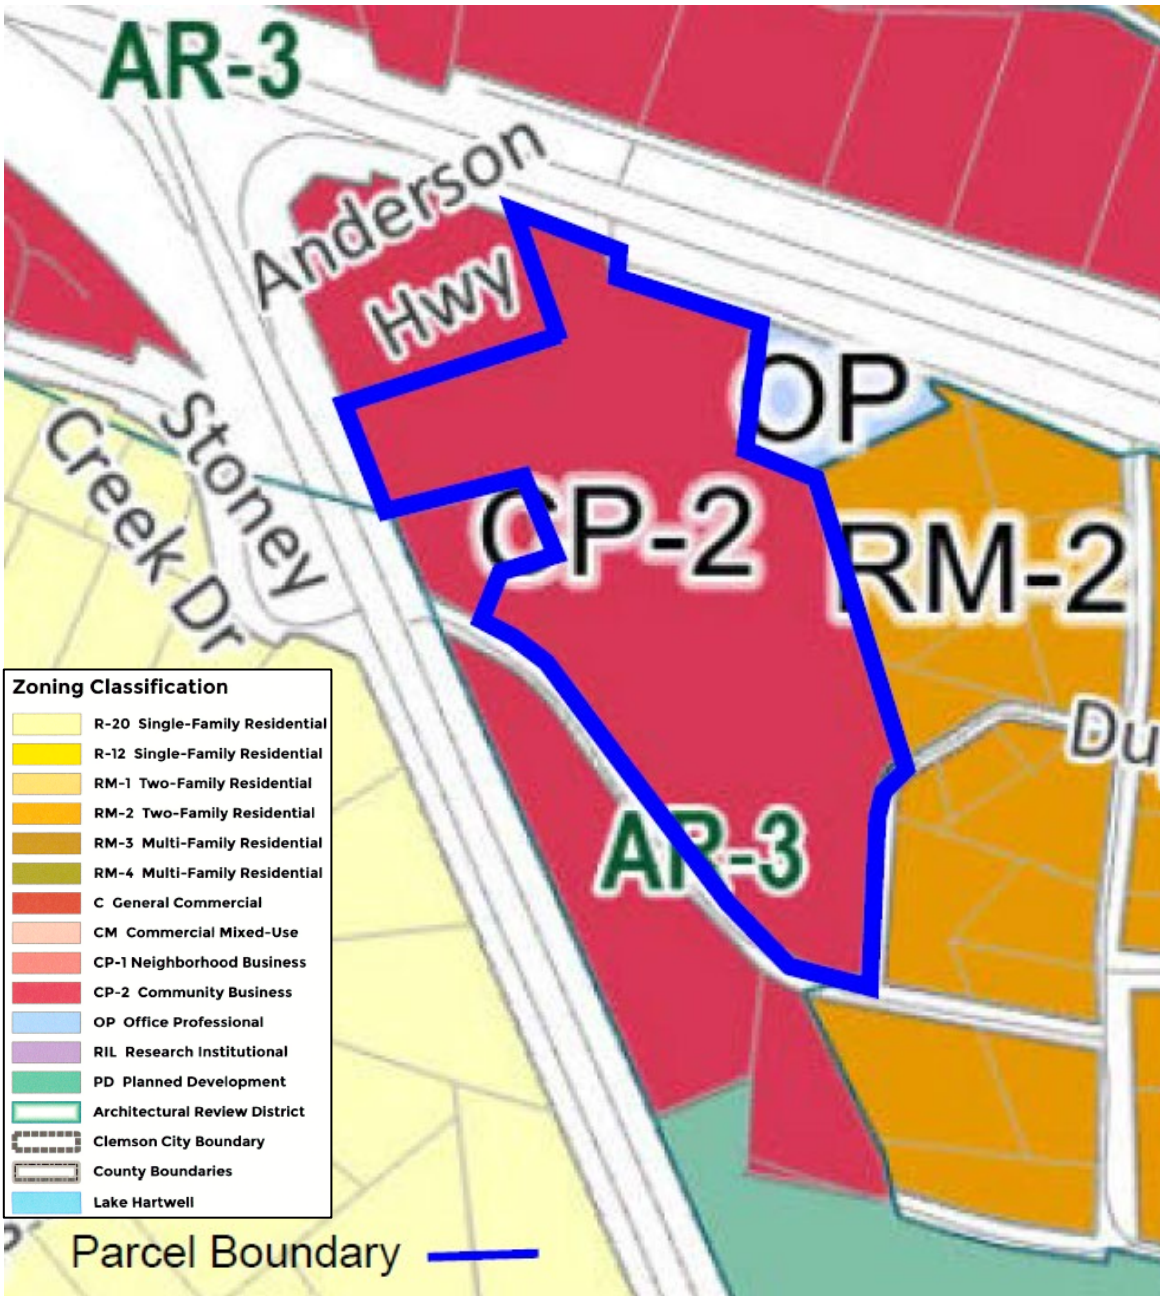 AR-3
Anderson
Hwy
OP
Stoney
Creek Dr
CP-2
RM-2
Du
AR-3
Zoning Classification
R-20 Single-Family Residential
R-12 Single-Family Residential
RM-1 Two-Family Residential
RM-2 Two-Family Residential
RM-3 Multi-Family Residential
RM-4 Multi-Family Residential
C General Commercial
CM Commercial Mixed-Use
CP-1 Neighborhood Business
CP-2 Community Business
OP Office Professional
RIL Research Institutional
PD Planned Development
Architectural Review District
Clemson City Boundary
County Boundaries
Lake Hartwell
Parcel Boundary